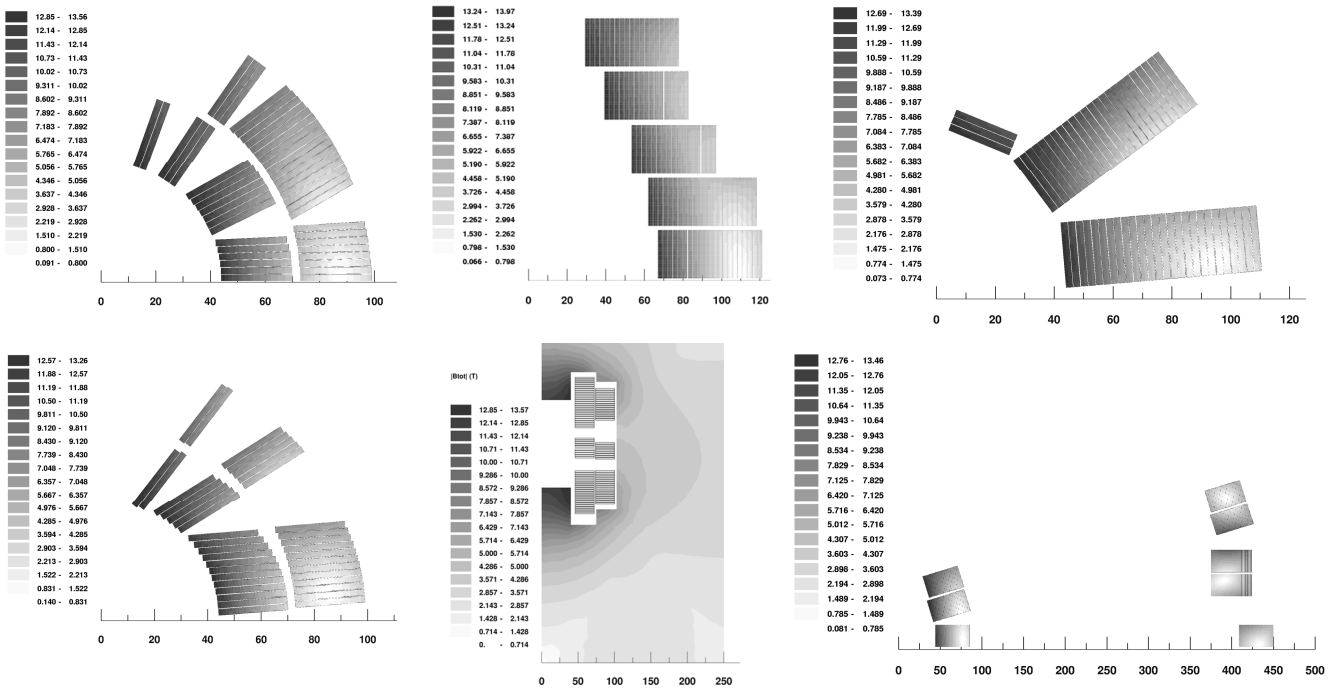 12.85 - 13.56
12.14 - 12.85
11.43 - 12.14
10.73 - 11.43
10.02 - 10.73
9.311 - 10.02
8.602 - 9.311
7.892 - 8.602
7.183 - 7.892
6.474 - 7.183
5.765 - 6.474
5.056 - 5.765
4.346 - 5.056
3.637 - 4.346
2.928 - 3.637
2.219 - 2.928
1.510 - 2.219
0.800 - 1.510
0.091 - 0.800
0 20 40 60 80 100
13.24 - 13.97
12.51 - 13.24
11.78 - 12.51
11.04 - 11.78
10.31 - 11.04
9.583 - 10.31
8.851 - 9.583
8.119 - 8.851
7.387 - 8.119
6.655 - 7.387
5.922 - 6.655
5.190 - 5.922
4.458 - 5.190
3.726 - 4.458
2.994 - 3.726
2.262 - 2.994
1.530 - 2.262
0.798 - 1.530
0.066 - 0.798
0 20 40 60 80 100 120
12.69 - 13.39
11.99 - 12.69
11.29 - 11.99
10.59 - 11.29
9.888 - 10.59
9.187 - 9.888
8.486 - 9.187
7.785 - 8.486
7.084 - 7.785
6.383 - 7.084
5.682 - 6.383
4.981 - 5.682
4.280 - 4.981
3.579 - 4.280
2.878 - 3.579
2.176 - 2.878
1.475 - 2.176
0.774 - 1.475
0.073 - 0.774
0 20 40 60 80 100 120
12.57 - 13.26
11.88 - 12.57
11.19 - 11.88
10.50 - 11.19
9.811 - 10.50
9.120 - 9.811
8.430 - 9.120
7.739 - 8.430
7.048 - 7.739
6.357 - 7.048
5.667 - 6.357
4.976 - 5.667
4.285 - 4.976
3.594 - 4.285
2.903 - 3.594
2.213 - 2.903
1.522 - 2.213
0.831 - 1.522
0.140 - 0.831
0 20 40 60 80 100
|Btot| (T)
12.85 - 13.57
12.14 - 12.85
11.43 - 12.14
10.71 - 11.43
10.00 - 10.71
9.286 - 10.00
8.572 - 9.286
7.857 - 8.572
7.143 - 7.857
6.429 - 7.143
5.714 - 6.429
5.000 - 5.714
4.286 - 5.000
3.571 - 4.286
2.857 - 3.571
2.143 - 2.857
1.428 - 2.143
0.714 - 1.428
0. - 0.714
0 50 100 150 200 250
12.76 - 13.46
12.05 - 12.76
11.35 - 12.05
10.64 - 11.35
9.943 - 10.64
9.238 - 9.943
8.534 - 9.238
7.829 - 8.534
7.125 - 7.829
6.420 - 7.125
5.716 - 6.420
5.012 - 5.716
4.307 - 5.012
3.603 - 4.307
2.898 - 3.603
2.194 - 2.898
1.489 - 2.194
0.785 - 1.489
0.081 - 0.785
0 50 100 150 200 250 300 350 400 450 500